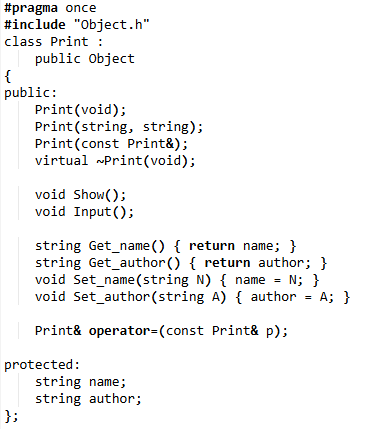 #pragma once
#include "Object.h"
class Print :
    public Object
{
public:
    Print(void);
    Print(string, string);
    Print(const Print&);
    virtual ~Print(void);

    void Show();
    void Input();

    string Get_name() { return name; }
    string Get_author() { return author; }
    void Set_name(string N) { name = N; }
    void Set_author(string A) { author = A; }

    Print& operator=(const Print& p);

protected:
    string name;
    string author;
};